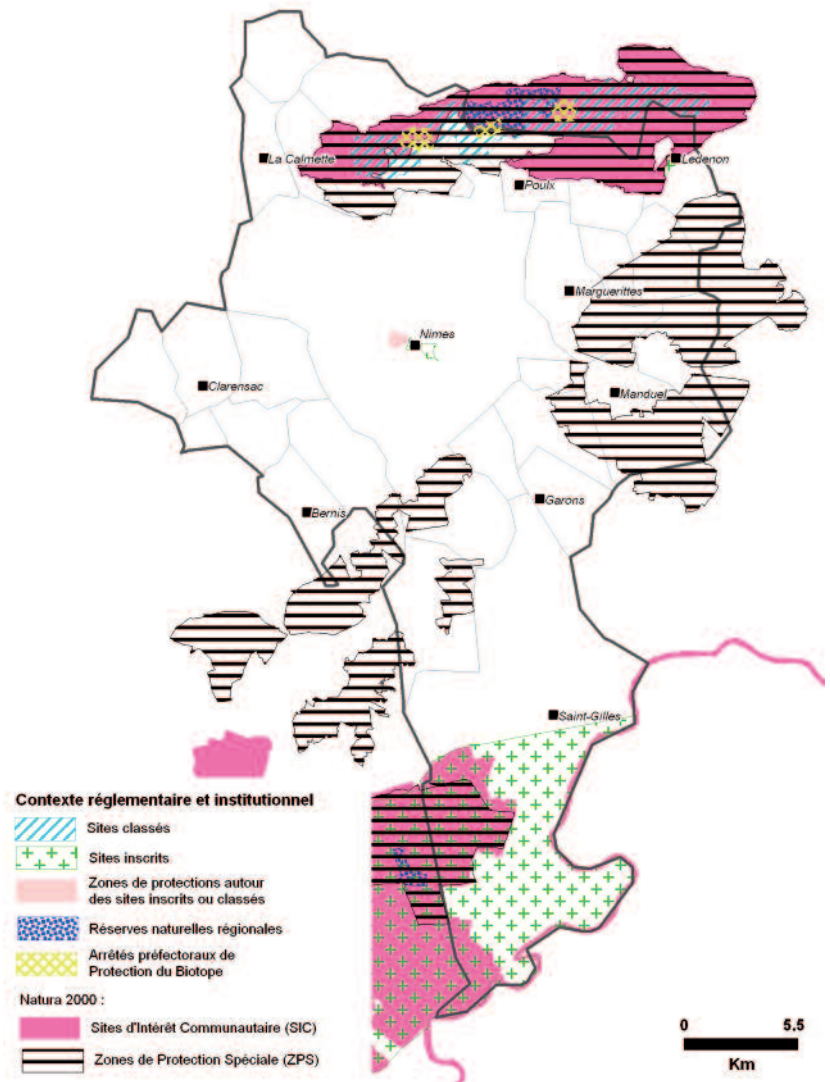 La Calmette
Ledenon
Poulx
Marguerittes
Nimes
Clarensac
Manduel
Garons
Bernis
Saint-Gilles
Contexte réglementaire et institutionnel
Sites classés
Sites inscrits
Zones de protections autour
des sites inscrits ou classés
Réserves naturelles régionales
Arrêtés préfectoraux de
Protection du Biotope
Natura 2000 :
Sites d'Intérêt Communautaire (SIC)
Zones de Protection Spéciale (ZPS)
0 5.5
Km